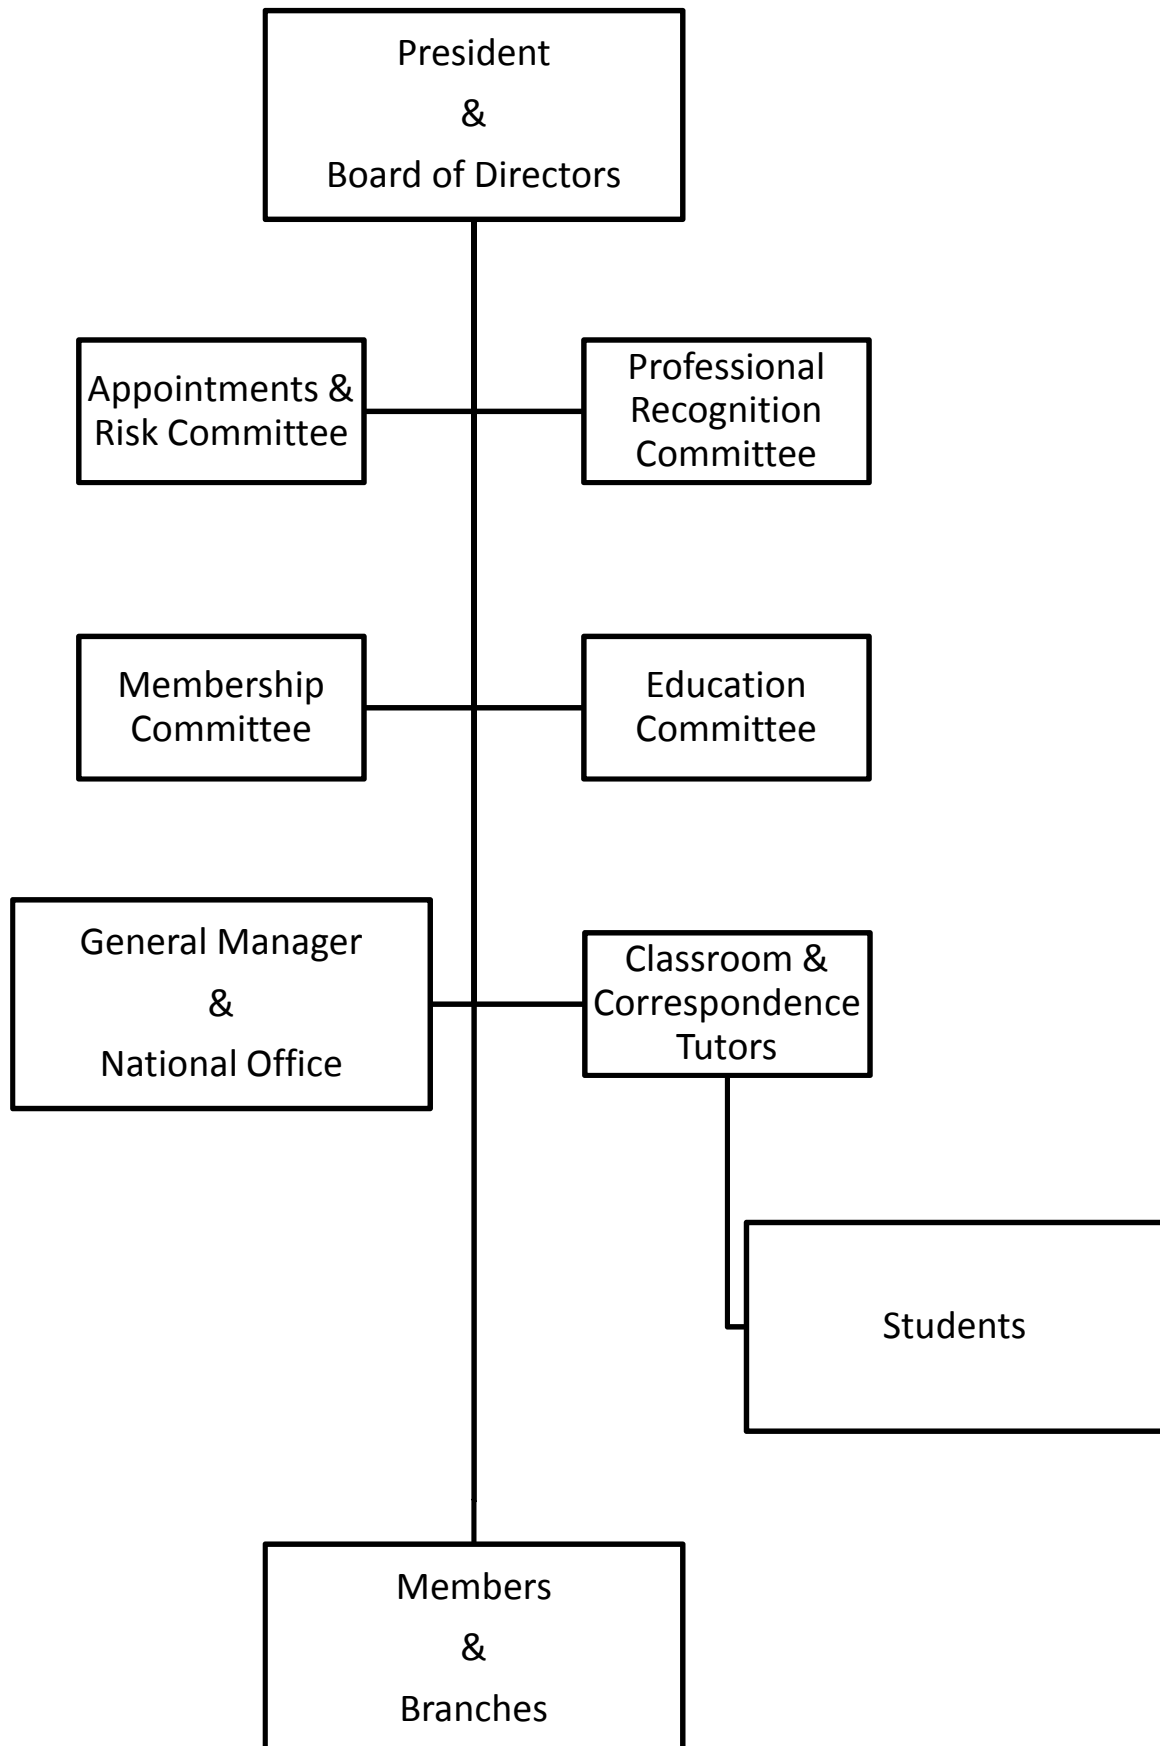 President
&
Board of Directors
Appointments &
Risk Committee
Professional
Recognition
Committee
Membership
Committee
Education
Committee
General Manager
&
National Office
Classroom &
Correspondence
Tutors
Students
Members
&
Branches